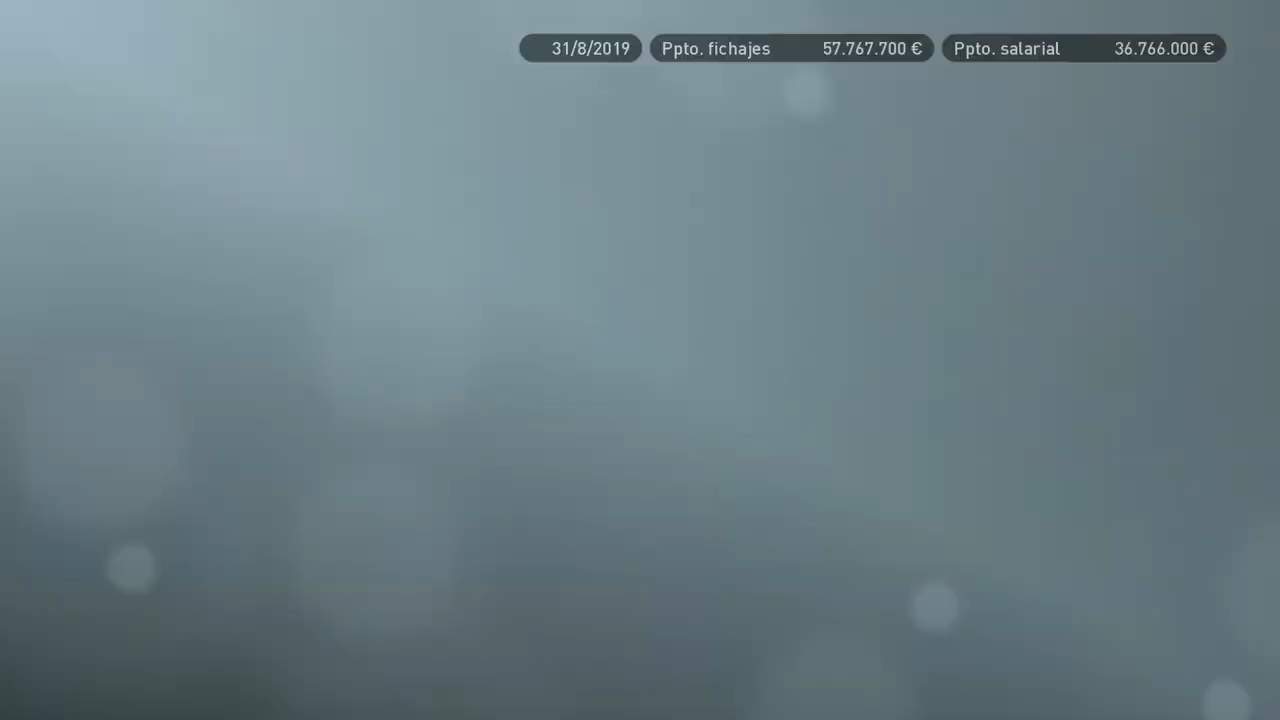 31/8/2019 Ppto. fichajes 57.767.700 € Ppto. salarial 36.766.000 €